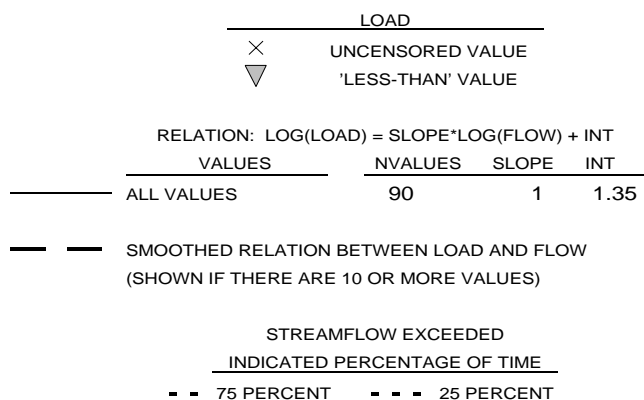 LOAD
UNCENSORED VALUE
'LESS-THAN' VALUE
RELATION: LOG(LOAD) = SLOPE*LOG(FLOW) + INT
VALUES NVALUES SLOPE INT
ALL VALUES 90 1 1.35
SMOOTHED RELATION BETWEEN LOAD AND FLOW
(SHOWN IF THERE ARE 10 OR MORE VALUES)
STREAMFLOW EXCEEDED
INDICATED PERCENTAGE OF TIME
75 PERCENT 25 PERCENT